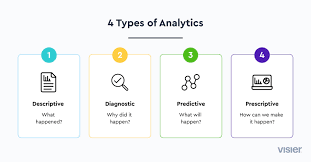 4 Types of Analytics
1
2
3
4
Descriptive
What
happened?
Diagnostic
Why did it
happen?
Predictive
What will
happen?
Prescriptive
How can we make
it happen?
visier